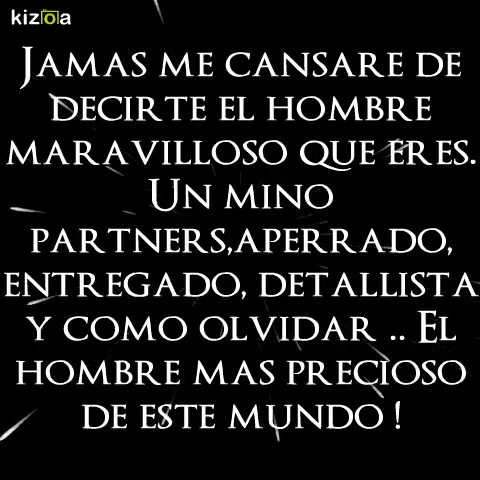 kizoa
Jamas me cansare de
decirte el hombre
maravilloso que eres.
Un mino
partners,aperrado,
entregado, detallista
y como olvidar .. El
hombre mas precioso
de este mundo !